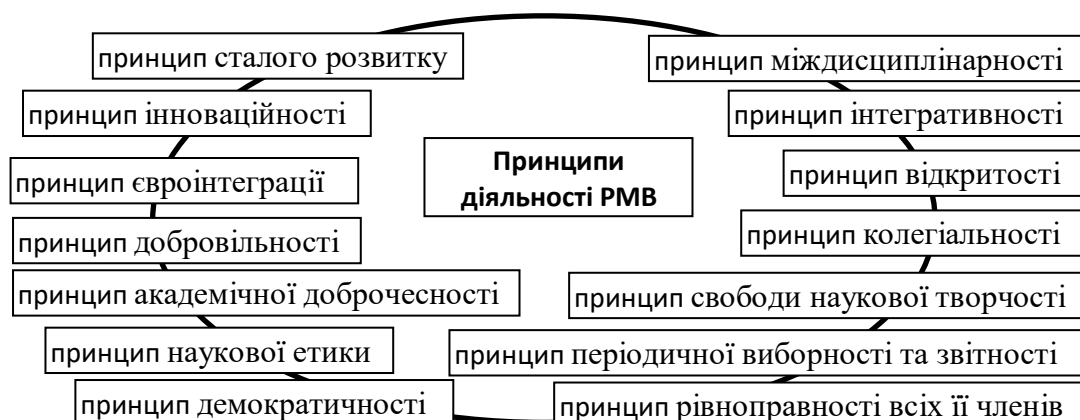 принцип сталого розвитку
принцип міждисциплінарності
принцип інноваційності
принцип інтегративності
Принципи
діяльності РМВ
принцип євроінтеграції
принцип відкритості
принцип добровільності
принцип колегіальності
принцип академічної доброчесності
принцип свободи наукової творчості
принцип наукової етики
принцип періодичної виборності та звітності
принцип демократичності
принцип рівноправності всіх її членів